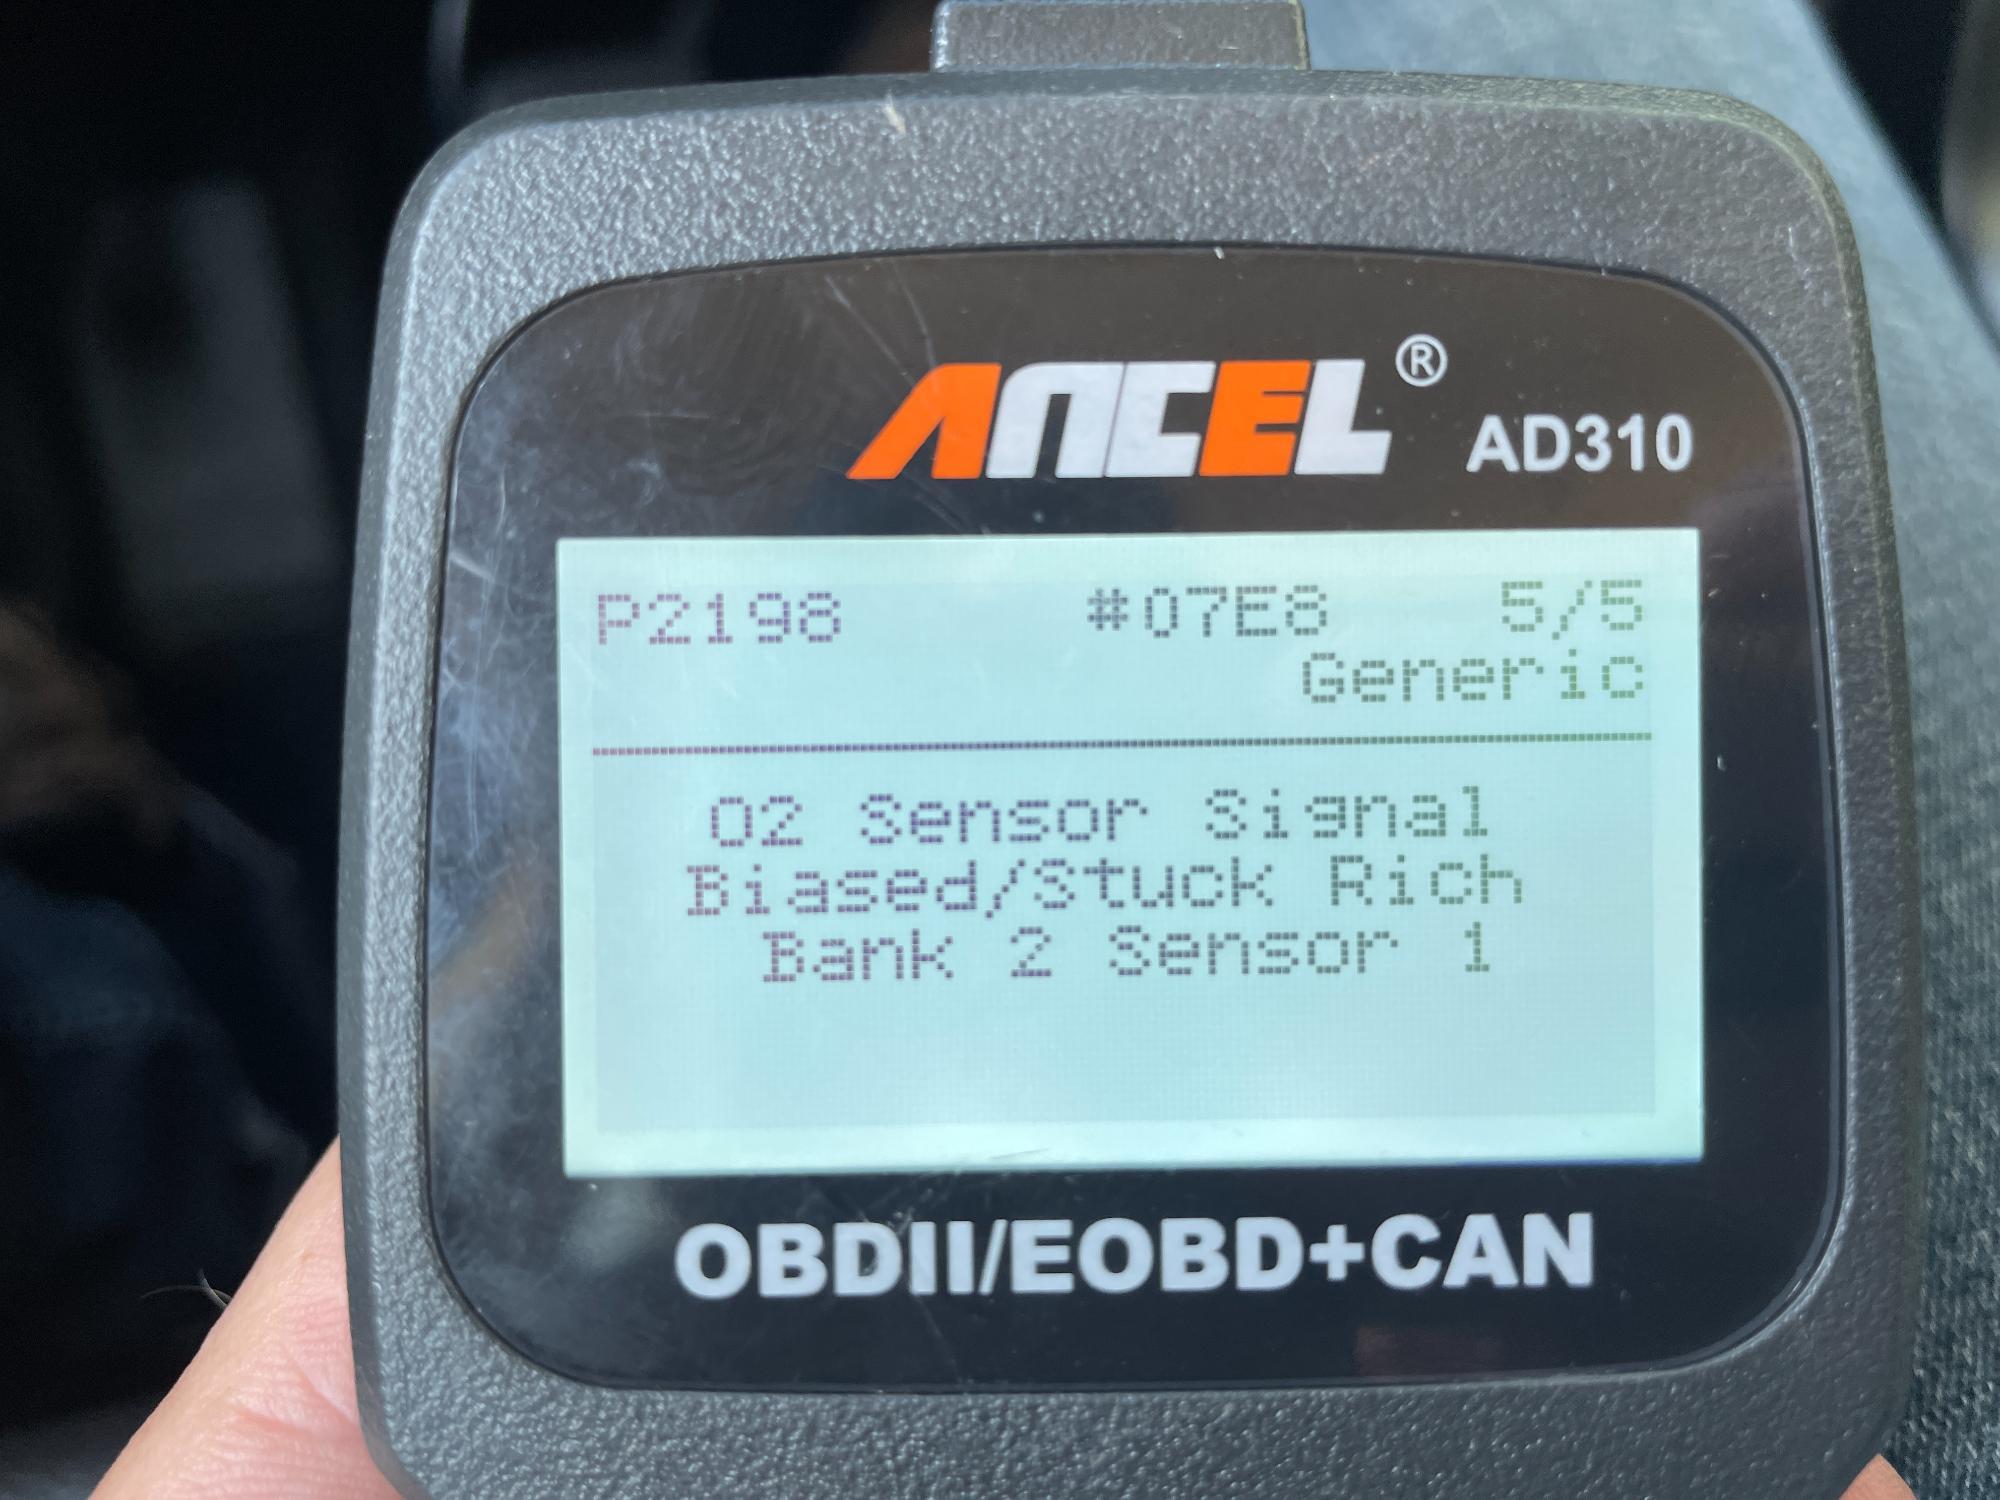 ANCEL® AD310
P2198 #07E8 5/5
Generic
O2 Sensor Signal
Biased/Stuck Rich
Bank 2 Sensor 1
OBDII/EOBD+CAN